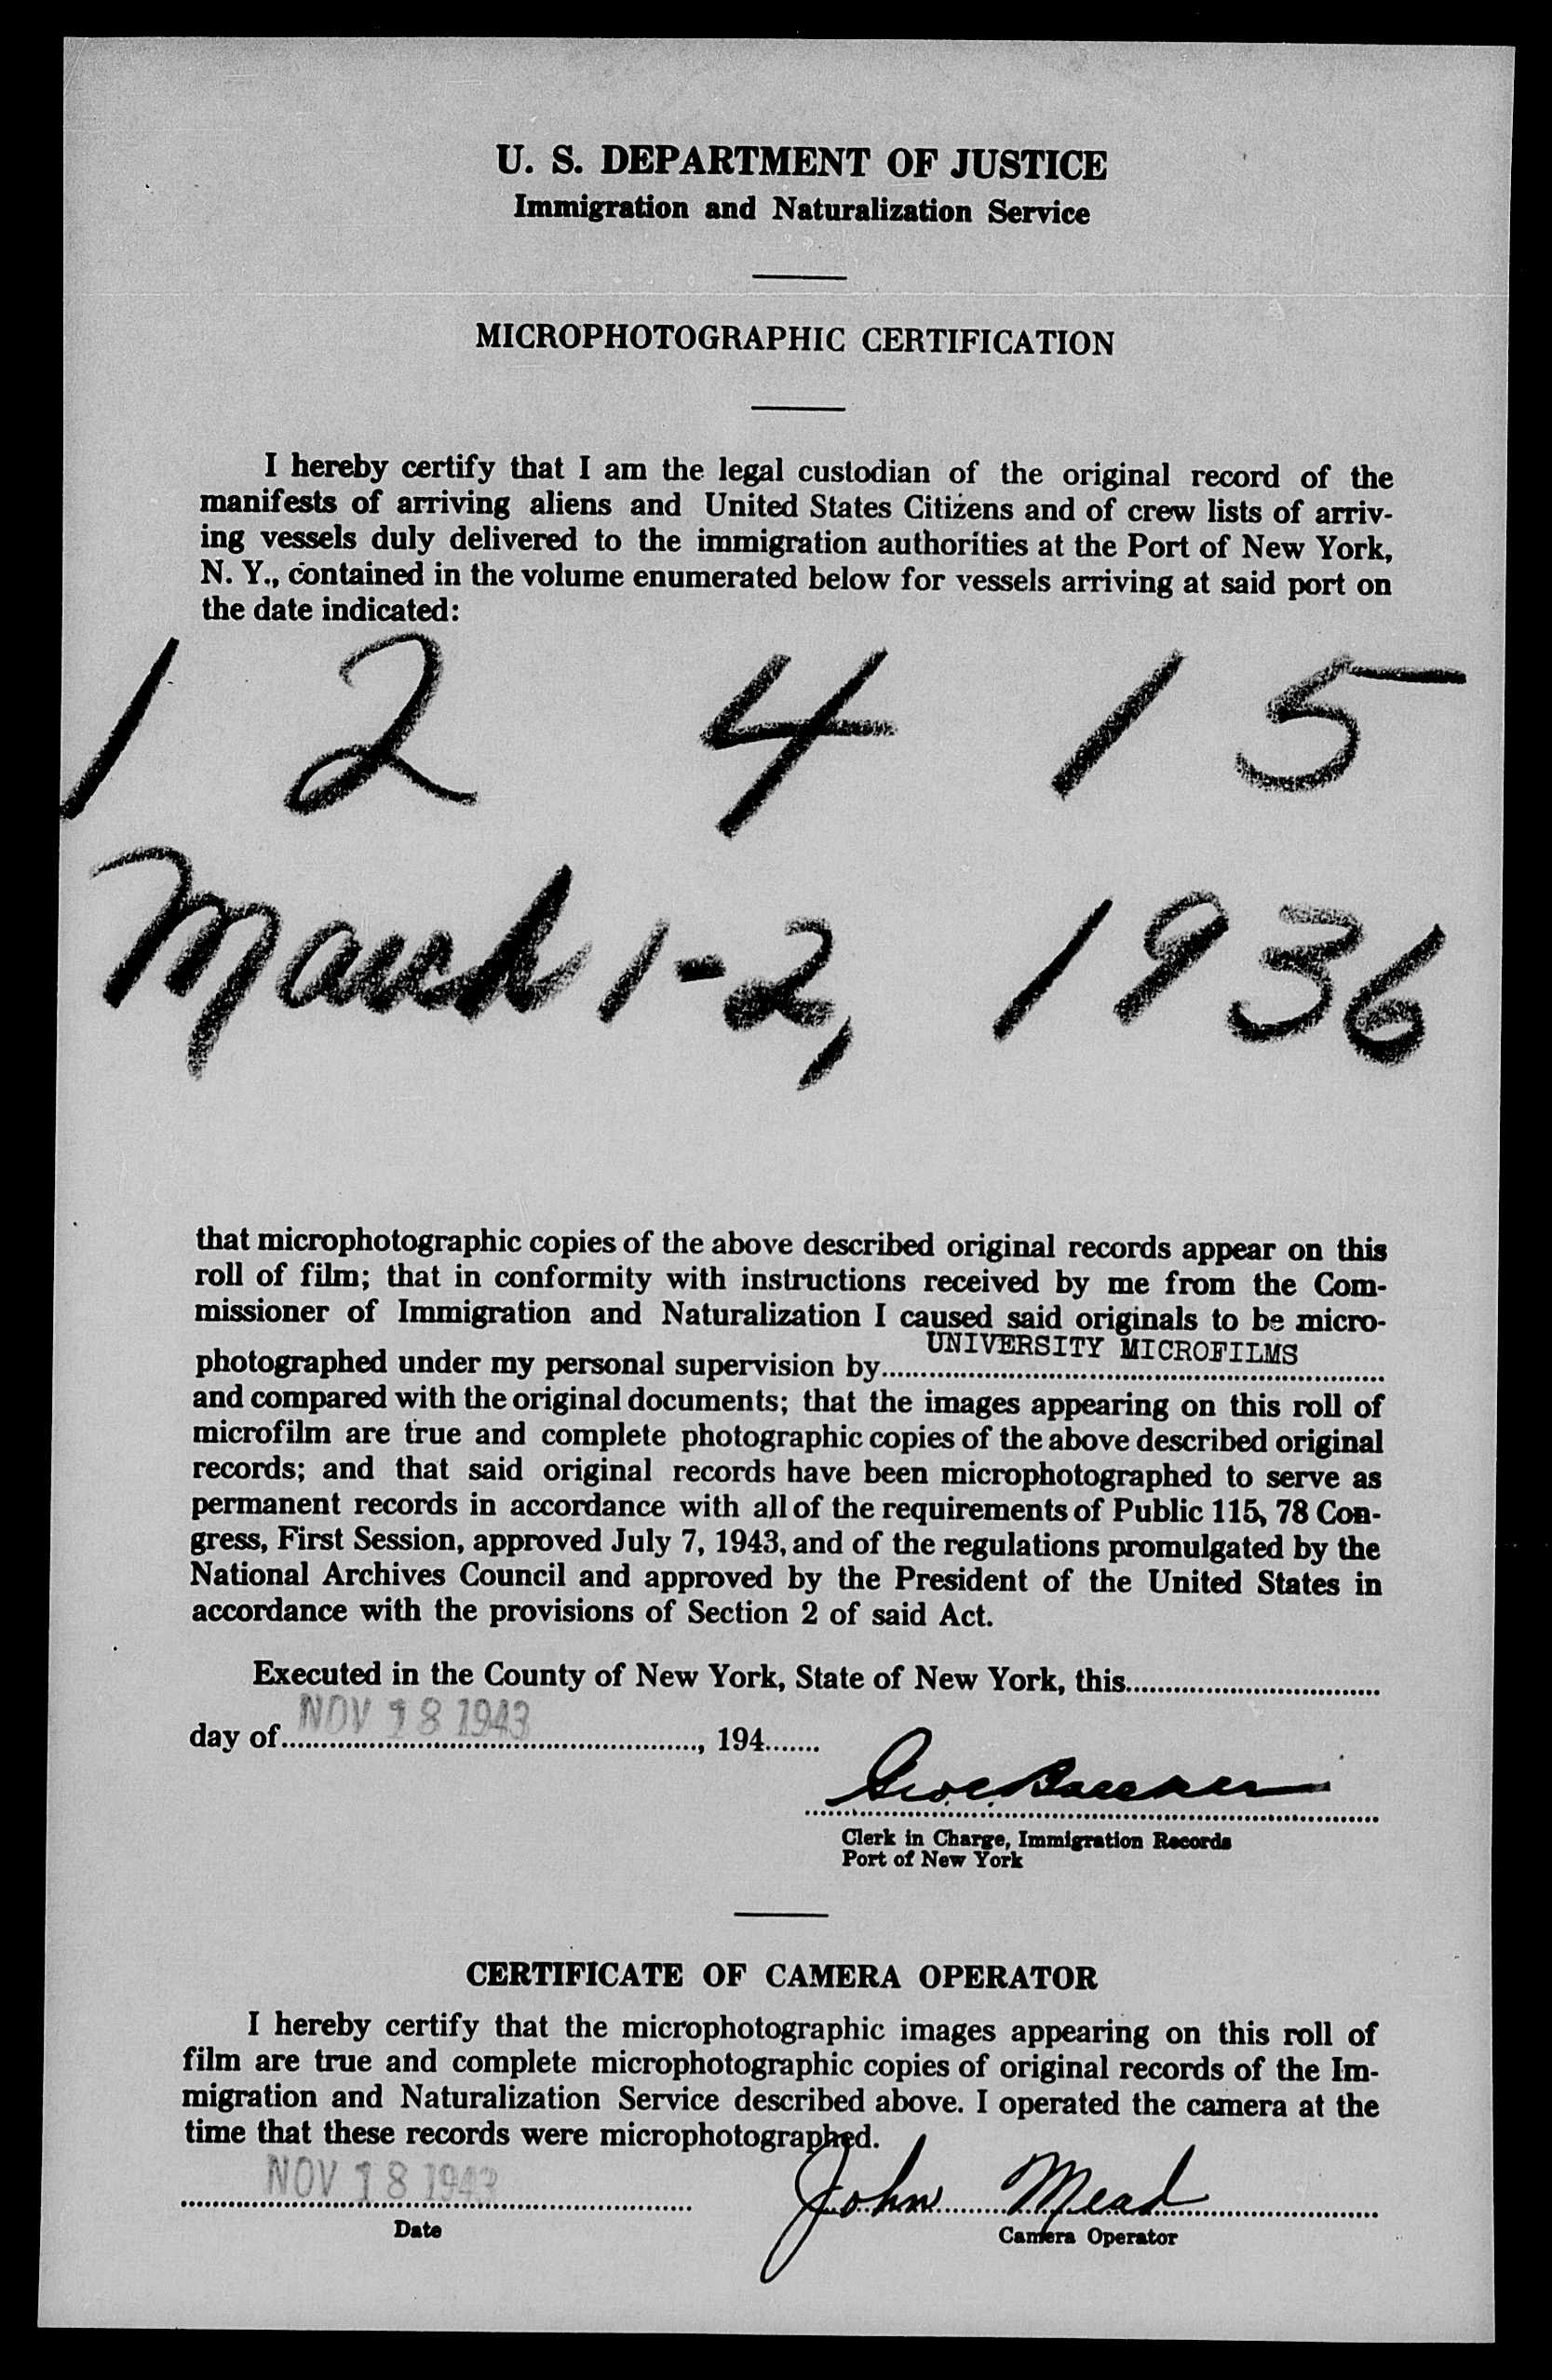 U. S. DEPARTMENT OF JUSTICE
Immigration and Naturalization Service
MICROPHOTOGRAPHIC CERTIFICATION
I hereby certify that I am the legal custodian of the original record of the
manifests of arriving aliens and United States Citizens and of crew lists of arriv-
ing vessels duly delivered to the immigration authorities at the Port of New York,
N. Y., contained in the volume enumerated below for vessels arriving at said port on
the date indicated:
1 2 4 1 5
March 1-2, 1936
that microphotographic copies of the above described original records appear on this
roll of film; that in conformity with instructions received by me from the Com-
missioner of Immigration and Naturalization I caused said originals to be micro-
UNIVERSITY MICROFILMS
photographed under my personal supervision by
and compared with the original documents; that the images appearing on this roll of
microfilm are true and complete photographic copies of the above described original
records; and that said original records have been microphotographed to serve as
permanent records in accordance with all of the requirements of Public 115, 78 Con-
gress, First Session, approved July 7, 1943, and of the regulations promulgated by the
National Archives Council and approved by the President of the United States in
accordance with the provisions of Section 2 of said Act.
Executed in the County of New York, State of New York, this
NOV 18 1943
day of , 194
Clerk in Charge, Immigration Records
Port of New York
CERTIFICATE OF CAMERA OPERATOR
I hereby certify that the microphotographic images appearing on this roll of
film are true and complete microphotographic copies of original records of the Im-
migration and Naturalization Service described above. I operated the camera at the
time that these records were microphotographed.
NOV 18 1943 John Mead
Date Camera Operator